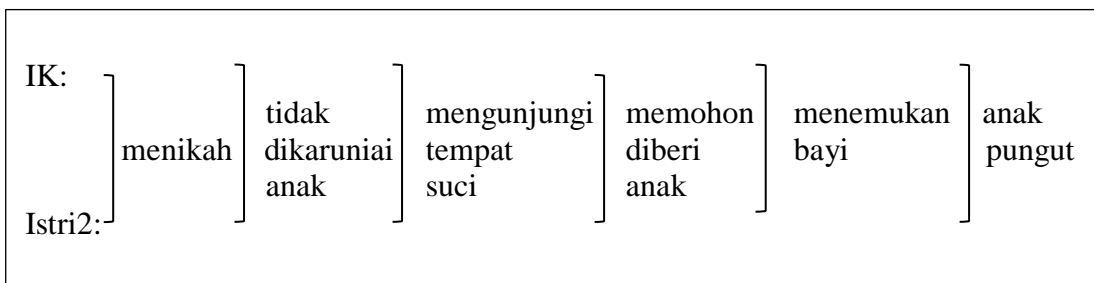 IK:
tidak mengunjungi memohon menemukan anak
menikah dikaruniai tempat diberi bayi pungut
anak suci anak
Istri2: